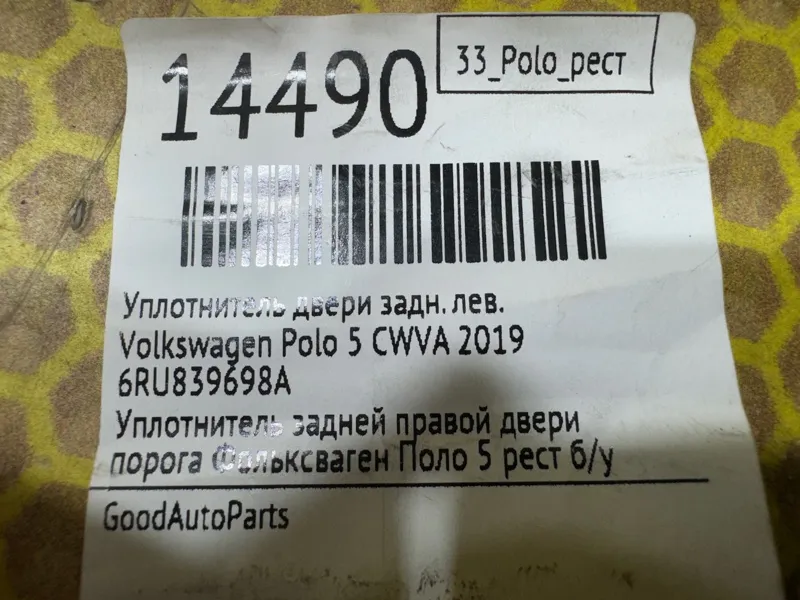 33_Polo_рест
14490
Уплотнитель двери задн. лев.
Volkswagen Polo 5 CWVA 2019
6RU839698A
Уплотнитель задней правой двери
порога Фольксваген Поло 5 рест б/у
GoodAutoParts